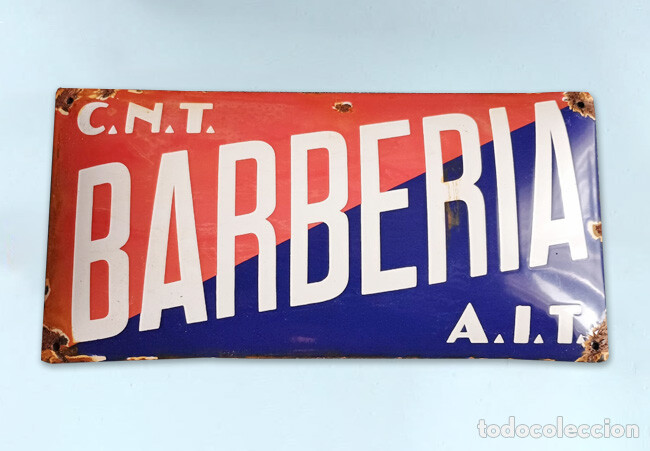 C.N.T.
BARBERIA
A.I.T.
todocoleccion